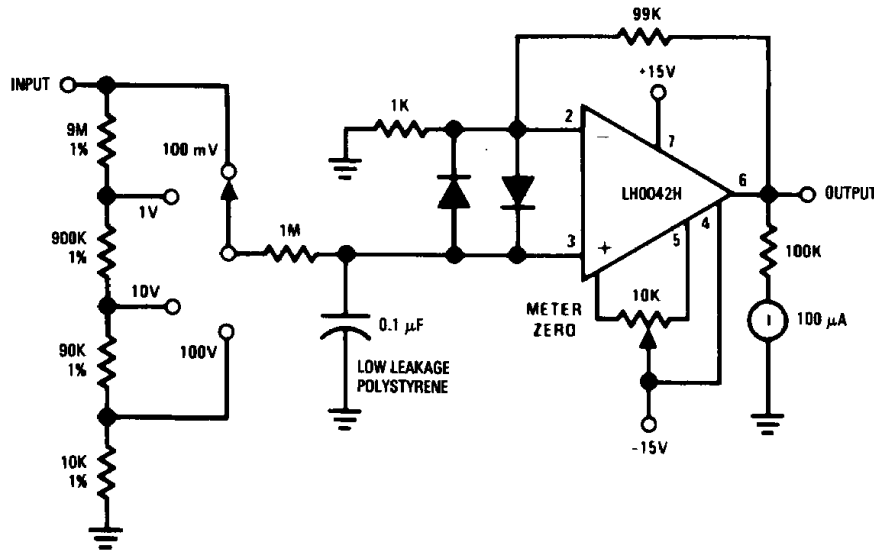 99K
+15V
INPUT
1K
2
9M
1%
100 mV
−
7
LH0042H
6
OUTPUT
1V
4
900K
1%
1M
3
+
5
100K
10V
METER
ZERO
10K
0.1 µF
I
100 µA
90K
1%
100V
LOW LEAKAGE
POLYSTYRENE
-15V
10K
1%